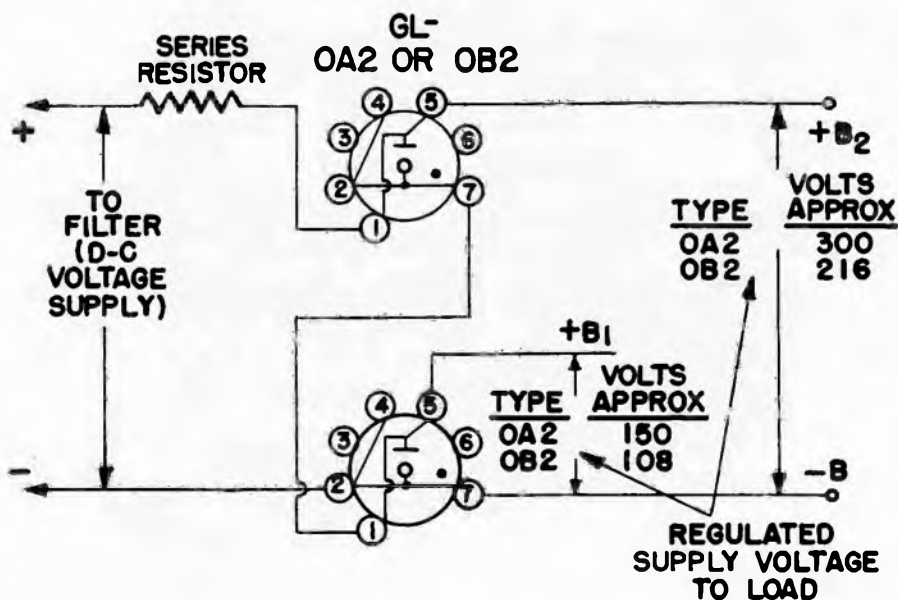 GL-
OA2 OR OB2
SERIES
RESISTOR
4
5
3
6
2
7
1
+
+B2
TO
FILTER
(D-C
VOLTAGE
SUPPLY)
TYPE
VOLTS
APPROX
OA2
300
OB2
216
+B1
4
5
3
6
2
7
1
TYPE
VOLTS
APPROX
OA2
150
OB2
108
-
-B
REGULATED
SUPPLY VOLTAGE
TO LOAD